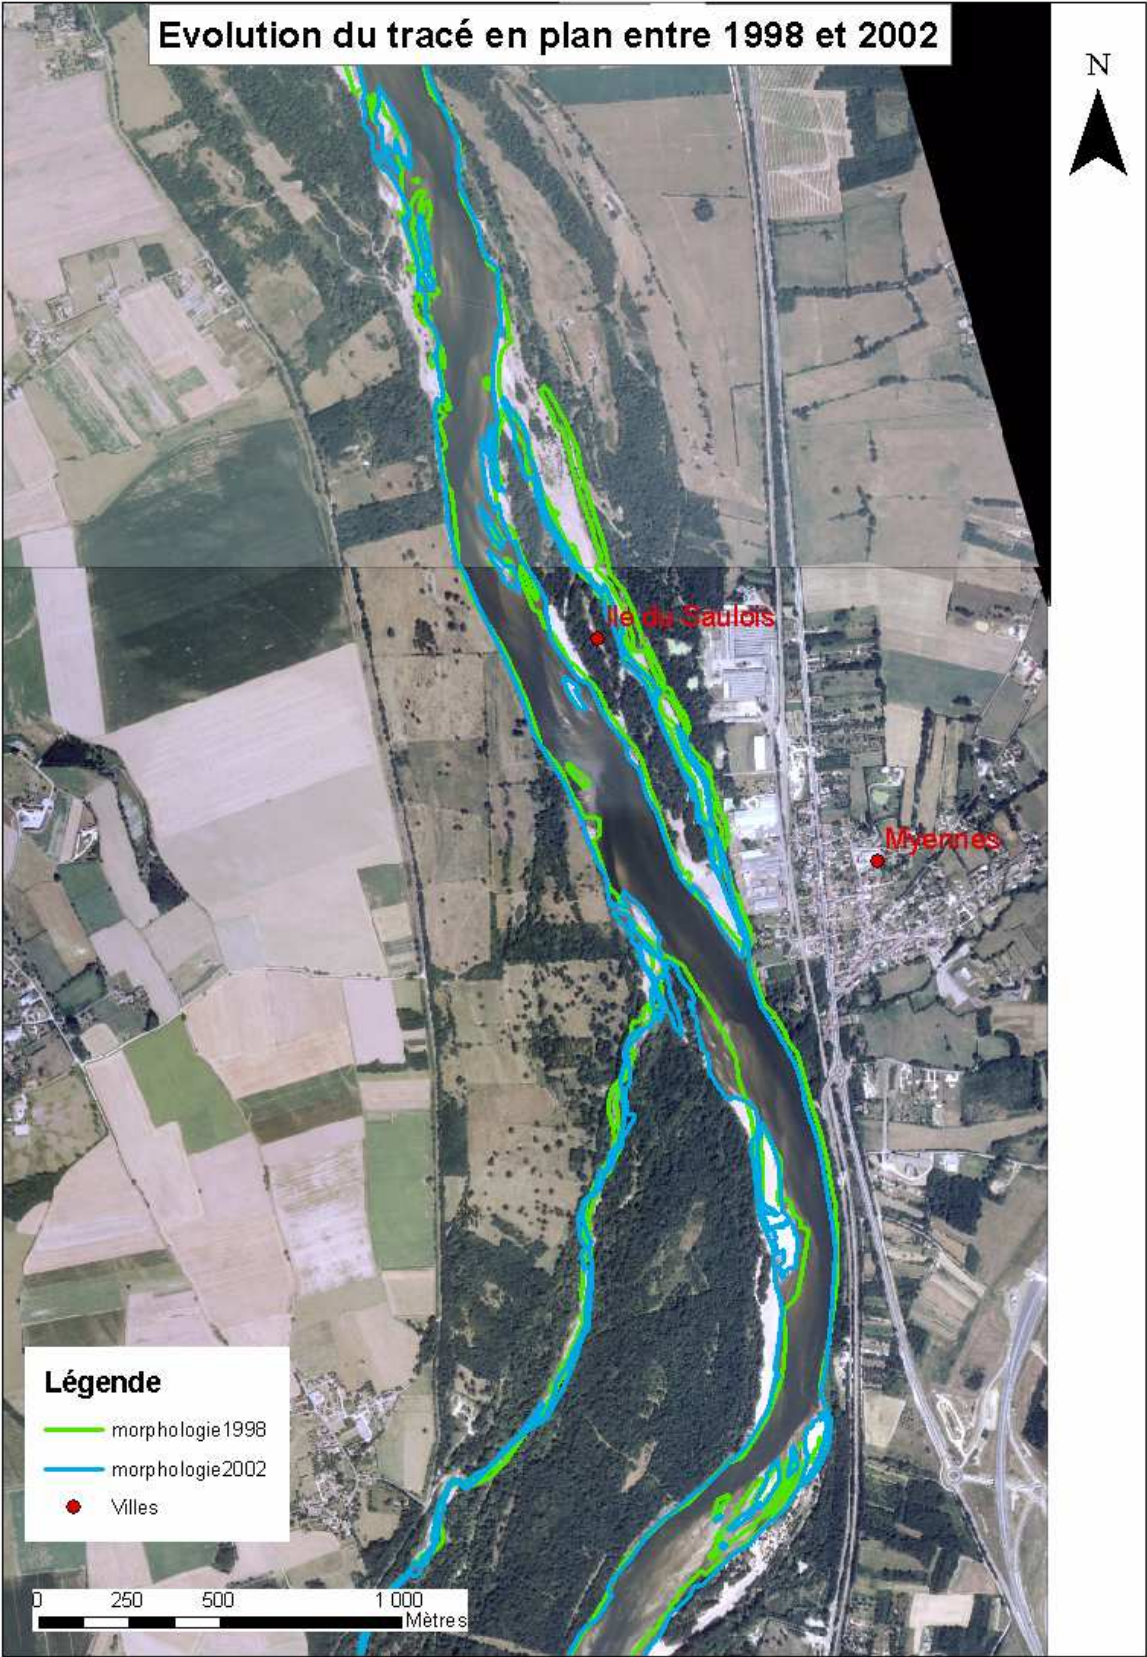 Evolution du tracé en plan entre 1998 et 2002
N
Ile du Saulois
Myennes
Légende
morphologie1998
morphologie2002
Villes
0 250 500 1 000
Mètres